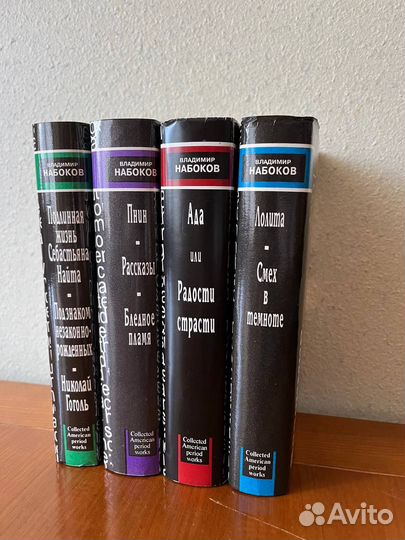 ВЛАДИМИР
НАБОКОВ
Подлинная
жизнь
Себастьяна
Найта
-
Подзнаком
незаконно-
рожденных
-
Николай
Гоголь
Collected
American
period
works
ВЛАДИМИР
НАБОКОВ
Пнин
-
Рассказы
-
Бледное
пламя
Collected
American
period
works
ВЛАДИМИР
НАБОКОВ
Ада
или
Радости
страсти
Collected
American
period
works
ВЛАДИМИР
НАБОКОВ
Лолита
-
Смех
в
темноте
Collected
American
period
works
Avito